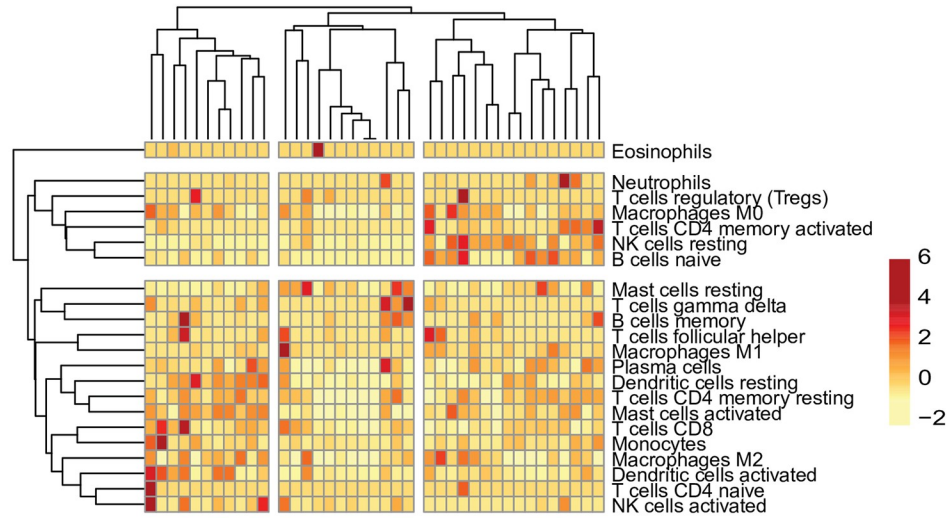 Eosinophils
Neutrophils
T cells regulatory (Tregs)
Macrophages M0
T cells CD4 memory activated
NK cells resting
B cells naive
Mast cells resting
T cells gamma delta
B cells memory
T cells follicular helper
Macrophages M1
Plasma cells
Dendritic cells resting
T cells CD4 memory resting
Mast cells activated
T cells CD8
Monocytes
Macrophages M2
Dendritic cells activated
T cells CD4 naive
NK cells activated
6
4
2
0
−2